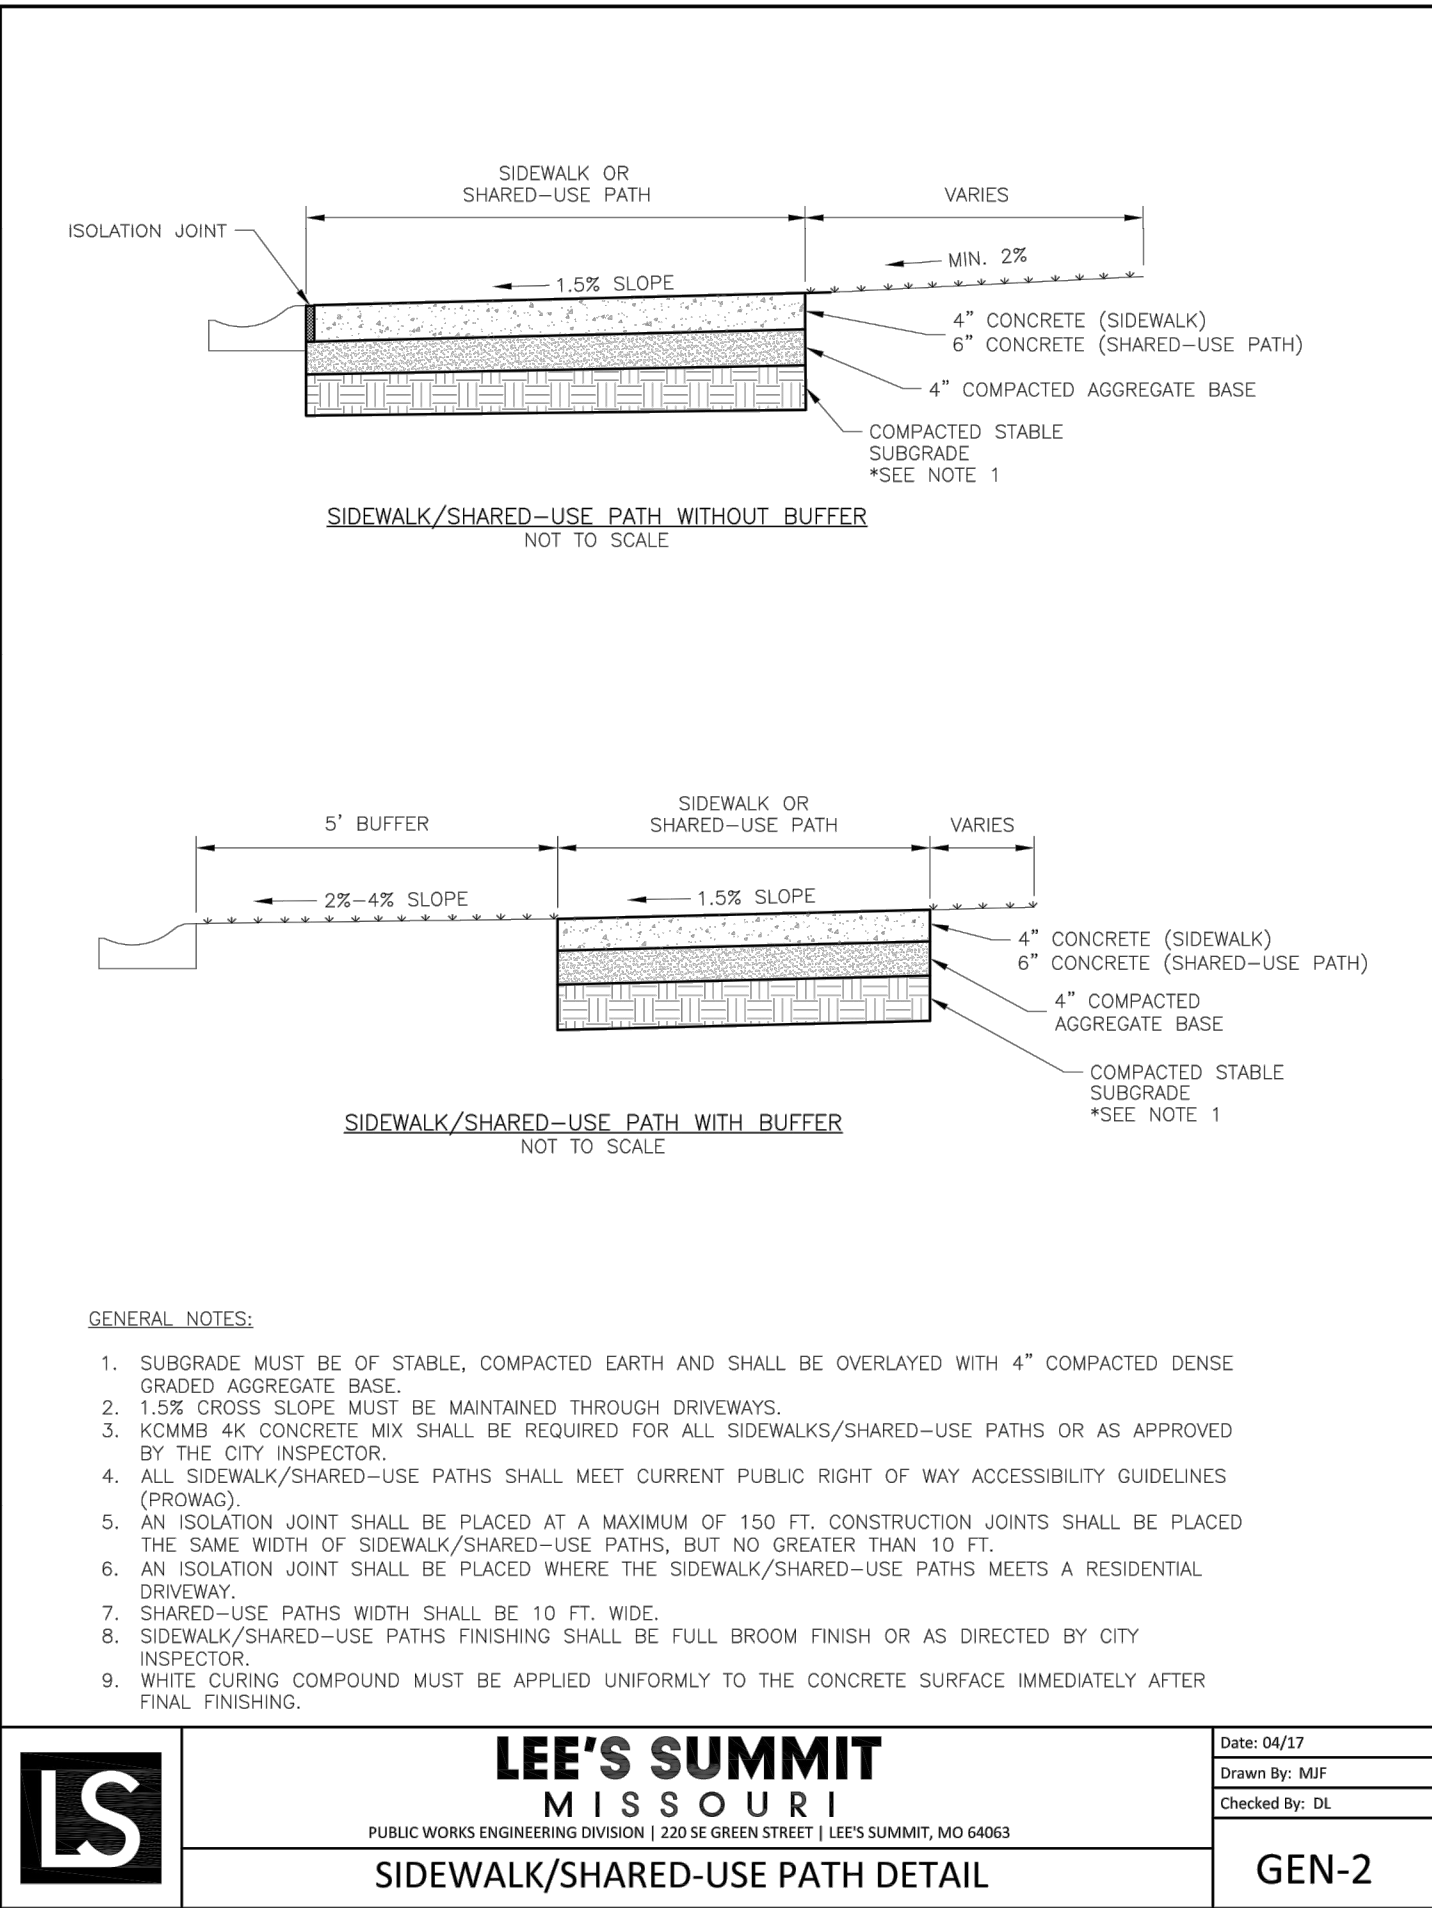 SIDEWALK OR
SHARED-USE PATH
VARIES
ISOLATION JOINT
MIN. 2%
1.5% SLOPE
4" CONCRETE (SIDEWALK)
6" CONCRETE (SHARED-USE PATH)
4" COMPACTED AGGREGATE BASE
COMPACTED STABLE
SUBGRADE
*SEE NOTE 1
SIDEWALK/SHARED-USE PATH WITHOUT BUFFER
NOT TO SCALE
5' BUFFER
SIDEWALK OR
SHARED-USE PATH
VARIES
2%-4% SLOPE
1.5% SLOPE
4" CONCRETE (SIDEWALK)
6" CONCRETE (SHARED-USE PATH)
4" COMPACTED
AGGREGATE BASE
COMPACTED STABLE
SUBGRADE
*SEE NOTE 1
SIDEWALK/SHARED-USE PATH WITH BUFFER
NOT TO SCALE
GENERAL NOTES:
1. SUBGRADE MUST BE OF STABLE, COMPACTED EARTH AND SHALL BE OVERLAYED WITH 4" COMPACTED DENSE
GRADED AGGREGATE BASE.
2. 1.5% CROSS SLOPE MUST BE MAINTAINED THROUGH DRIVEWAYS.
3. KCMMB 4K CONCRETE MIX SHALL BE REQUIRED FOR ALL SIDEWALKS/SHARED-USE PATHS OR AS APPROVED
BY THE CITY INSPECTOR.
4. ALL SIDEWALK/SHARED-USE PATHS SHALL MEET CURRENT PUBLIC RIGHT OF WAY ACCESSIBILITY GUIDELINES
(PROWAG).
5. AN ISOLATION JOINT SHALL BE PLACED AT A MAXIMUM OF 150 FT. CONSTRUCTION JOINTS SHALL BE PLACED
THE SAME WIDTH OF SIDEWALK/SHARED-USE PATHS, BUT NO GREATER THAN 10 FT.
6. AN ISOLATION JOINT SHALL BE PLACED WHERE THE SIDEWALK/SHARED-USE PATHS MEETS A RESIDENTIAL
DRIVEWAY.
7. SHARED-USE PATHS WIDTH SHALL BE 10 FT. WIDE.
8. SIDEWALK/SHARED-USE PATHS FINISHING SHALL BE FULL BROOM FINISH OR AS DIRECTED BY CITY
INSPECTOR.
9. WHITE CURING COMPOUND MUST BE APPLIED UNIFORMLY TO THE CONCRETE SURFACE IMMEDIATELY AFTER
FINAL FINISHING.
LS
LEE'S SUMMIT
MISSOURI
PUBLIC WORKS ENGINEERING DIVISION | 220 SE GREEN STREET | LEE'S SUMMIT, MO 64063
SIDEWALK/SHARED-USE PATH DETAIL
Date: 04/17
Drawn By: MJF
Checked By: DL
GEN-2